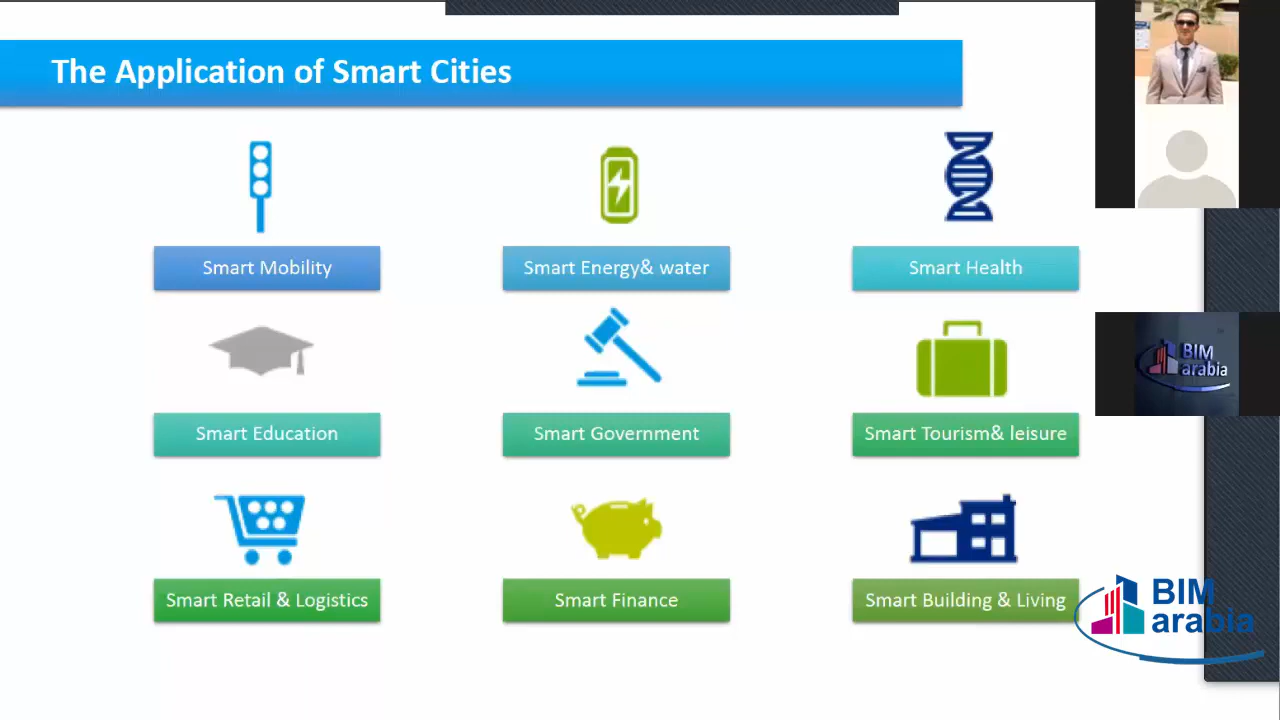 The Application of Smart Cities
Smart Mobility
Smart Energy& water
Smart Health
Smart Education
Smart Government
Smart Tourism& leisure
Smart Retail & Logistics
Smart Finance
Smart Building & Living
BIM
arabia
BIM
arabia